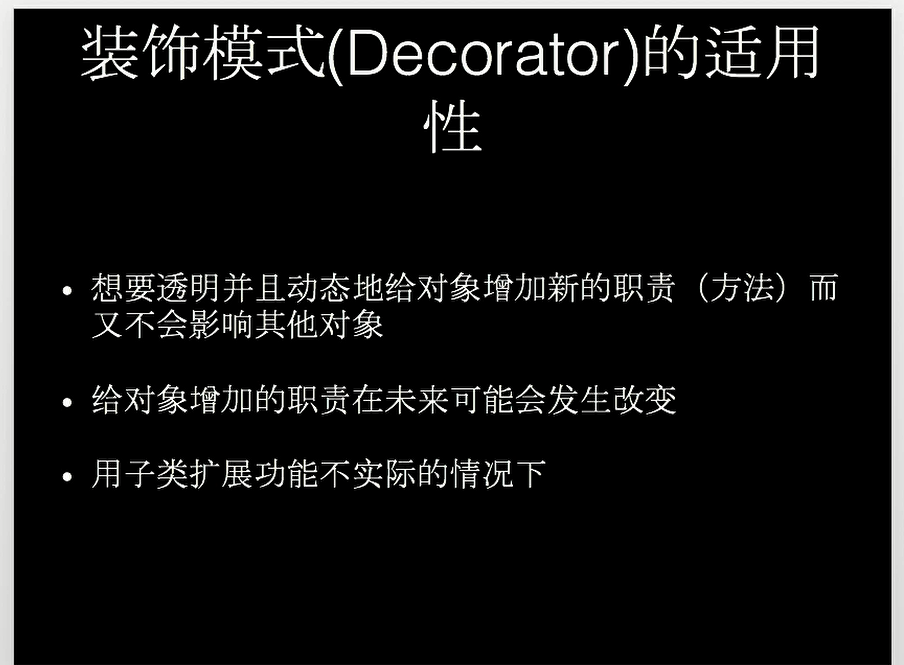 装饰模式(Decorator)的适用
性
• 想要透明并且动态地给对象增加新的职责（方法）而
又不会影响其他对象
• 给对象增加的职责在未来可能会发生改变
• 用子类扩展功能不实际的情况下